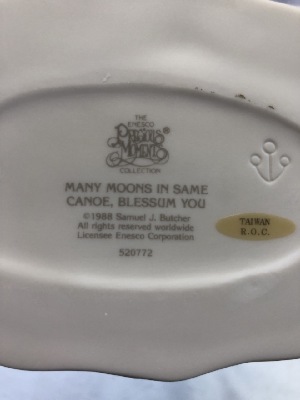 THE
ENESCO
PRECIOUS
MOMENTS®
COLLECTION
MANY MOONS IN SAME
CANOE, BLESSUM YOU
©1988 Samuel J. Butcher
All rights reserved worldwide
Licensee Enesco Corporation
520772
TAIWAN
R.O.C.